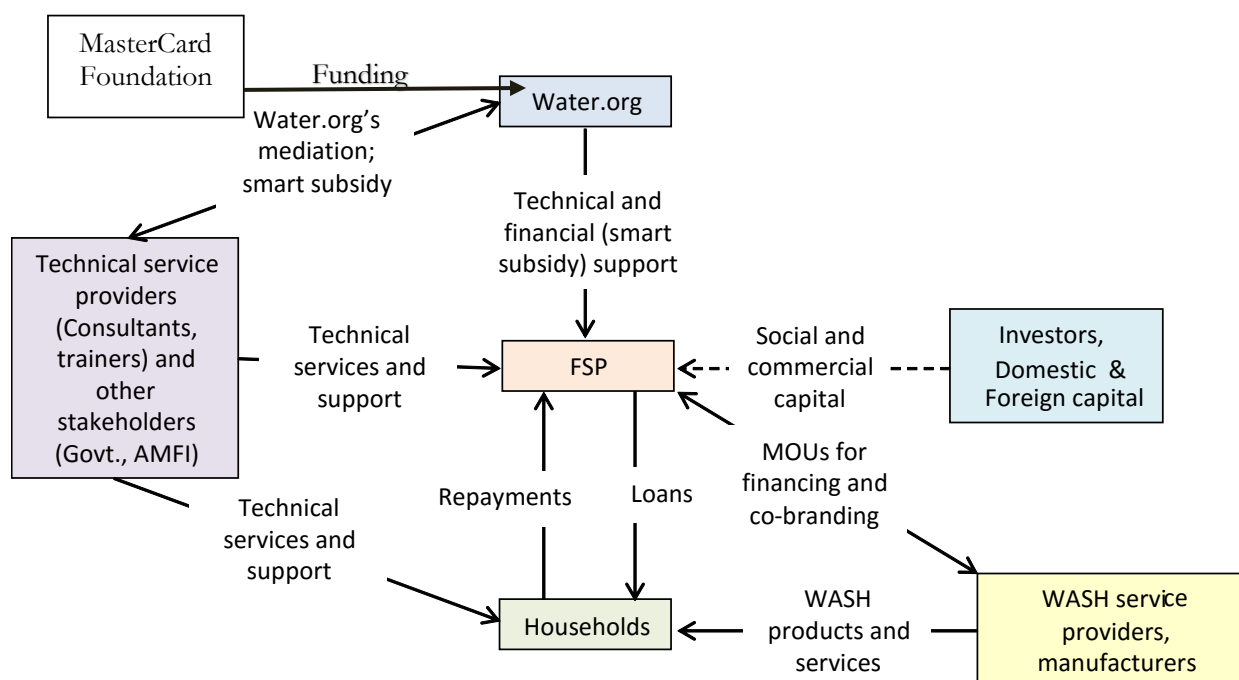 MasterCard
Foundation
Funding
Water.org
Water.org's
mediation;
smart subsidy
Technical and
financial (smart
subsidy) support
Technical service
providers
(Consultants,
trainers) and
other
stakeholders
(Govt., AMFI)
Technical
services and
support
FSP
Social and
commercial
capital
Investors,
Domestic &
Foreign capital
MOUs for
financing and
co-branding
Repayments
Loans
Technical
services and
support
Households
WASH
products and
services
WASH service
providers,
manufacturers